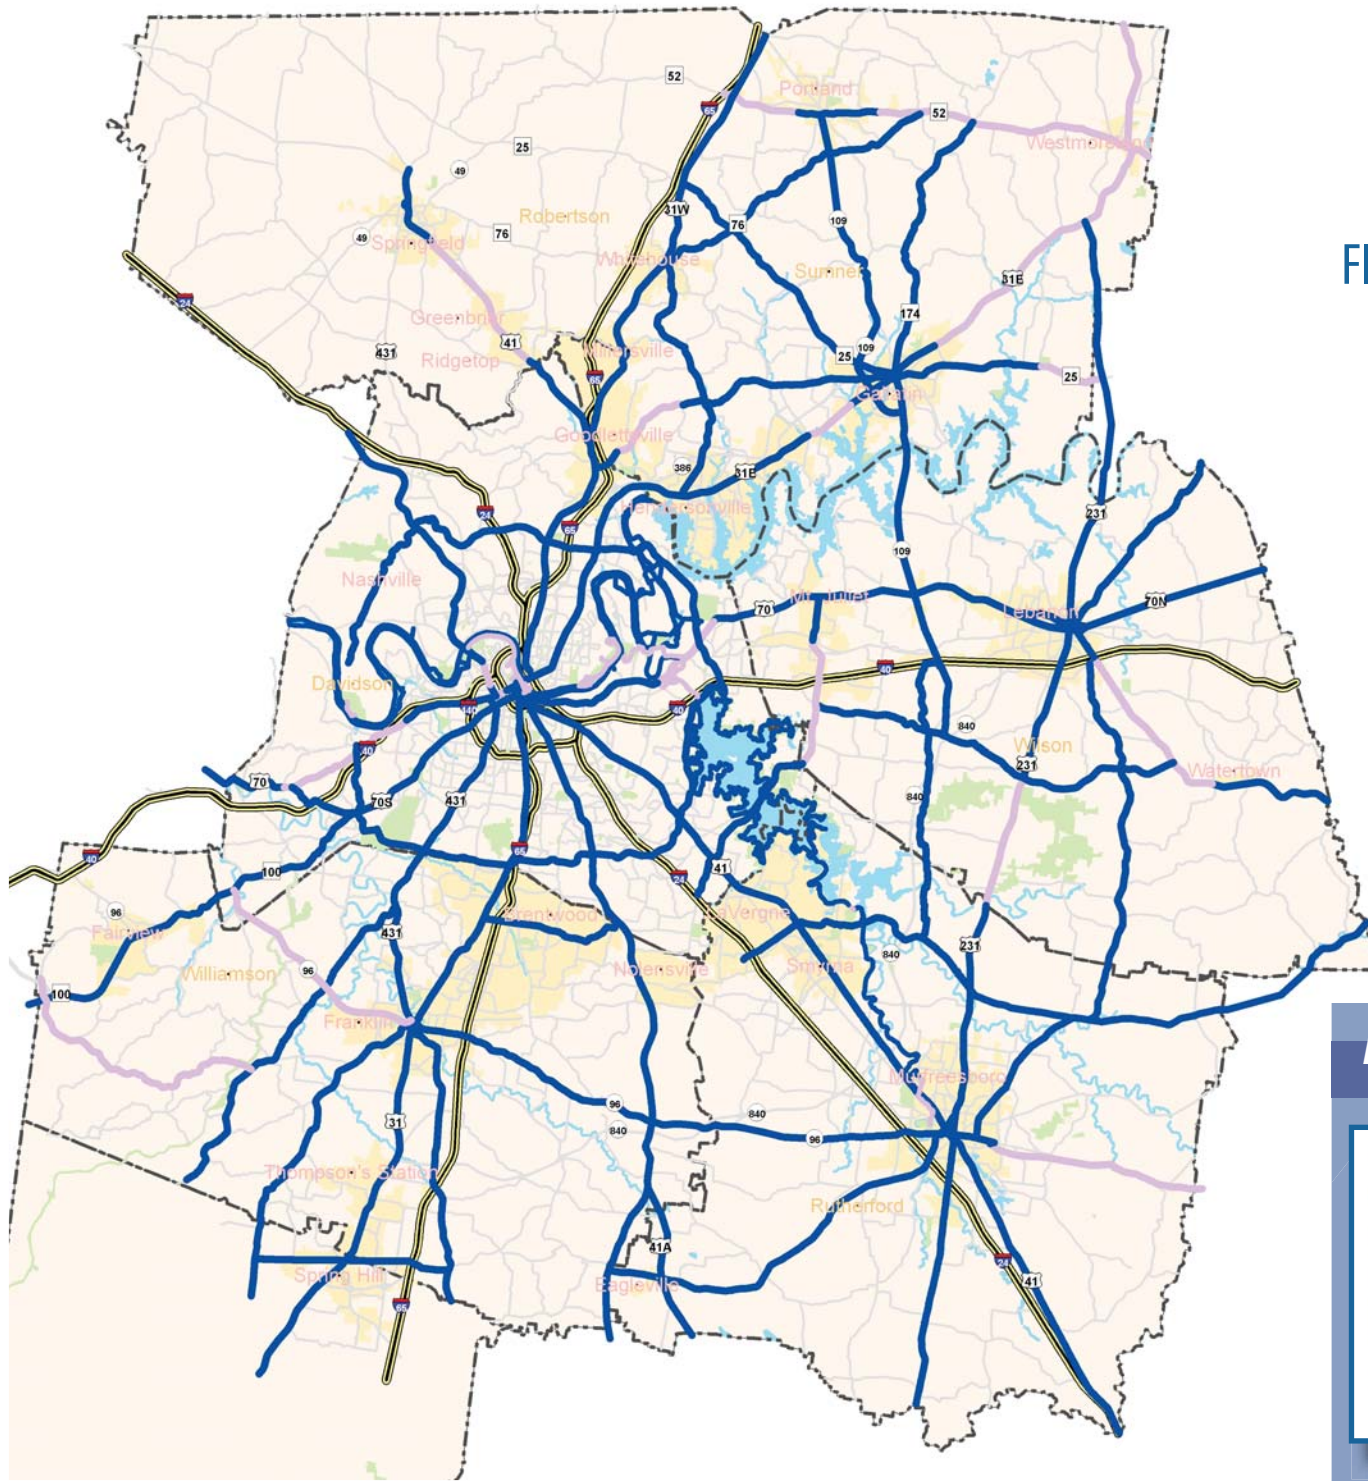 52
Portland
65
52
25
Westmoreland
49
31W
Robertson
76
109
49
76
Springfield
Whitehouse
Sumner
31E
24
174
Greenbriar
41
431
Ridgetop
Millersville
25
109
65
25
Gallatin
Goodlettsville
386
31E
Hendersonville
24
65
231
109
Nashville
70
Mt. Juliet
Lebanon
70N
40
Davidson
440
40
840
40
Wilson
231
Watertown
70
70S
431
840
65
40
100
24
41
96
Fairview
Brentwood
LaVergne
431
231
Williamson
96
Nolensville
Smyrna
840
100
Franklin
Murfreesboro
96
840
31
840
96
Thompson's Station
Rutherford
41A
24
Spring Hill
Eagleville
41
65